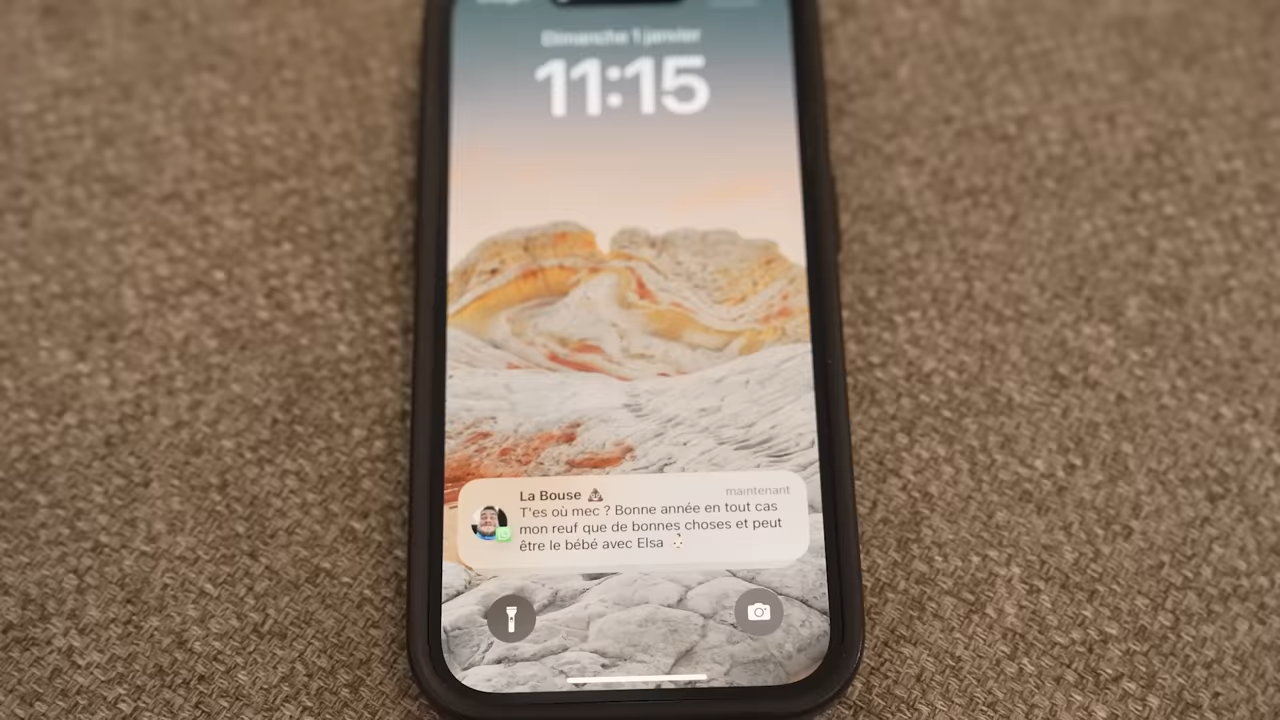 Dimanche 1 janvier
11:15
La Bouse 💩 maintenant
T'es où mec ? Bonne année en tout cas
mon reuf que de bonnes choses et peut
être le bébé avec Elsa 👶🏻